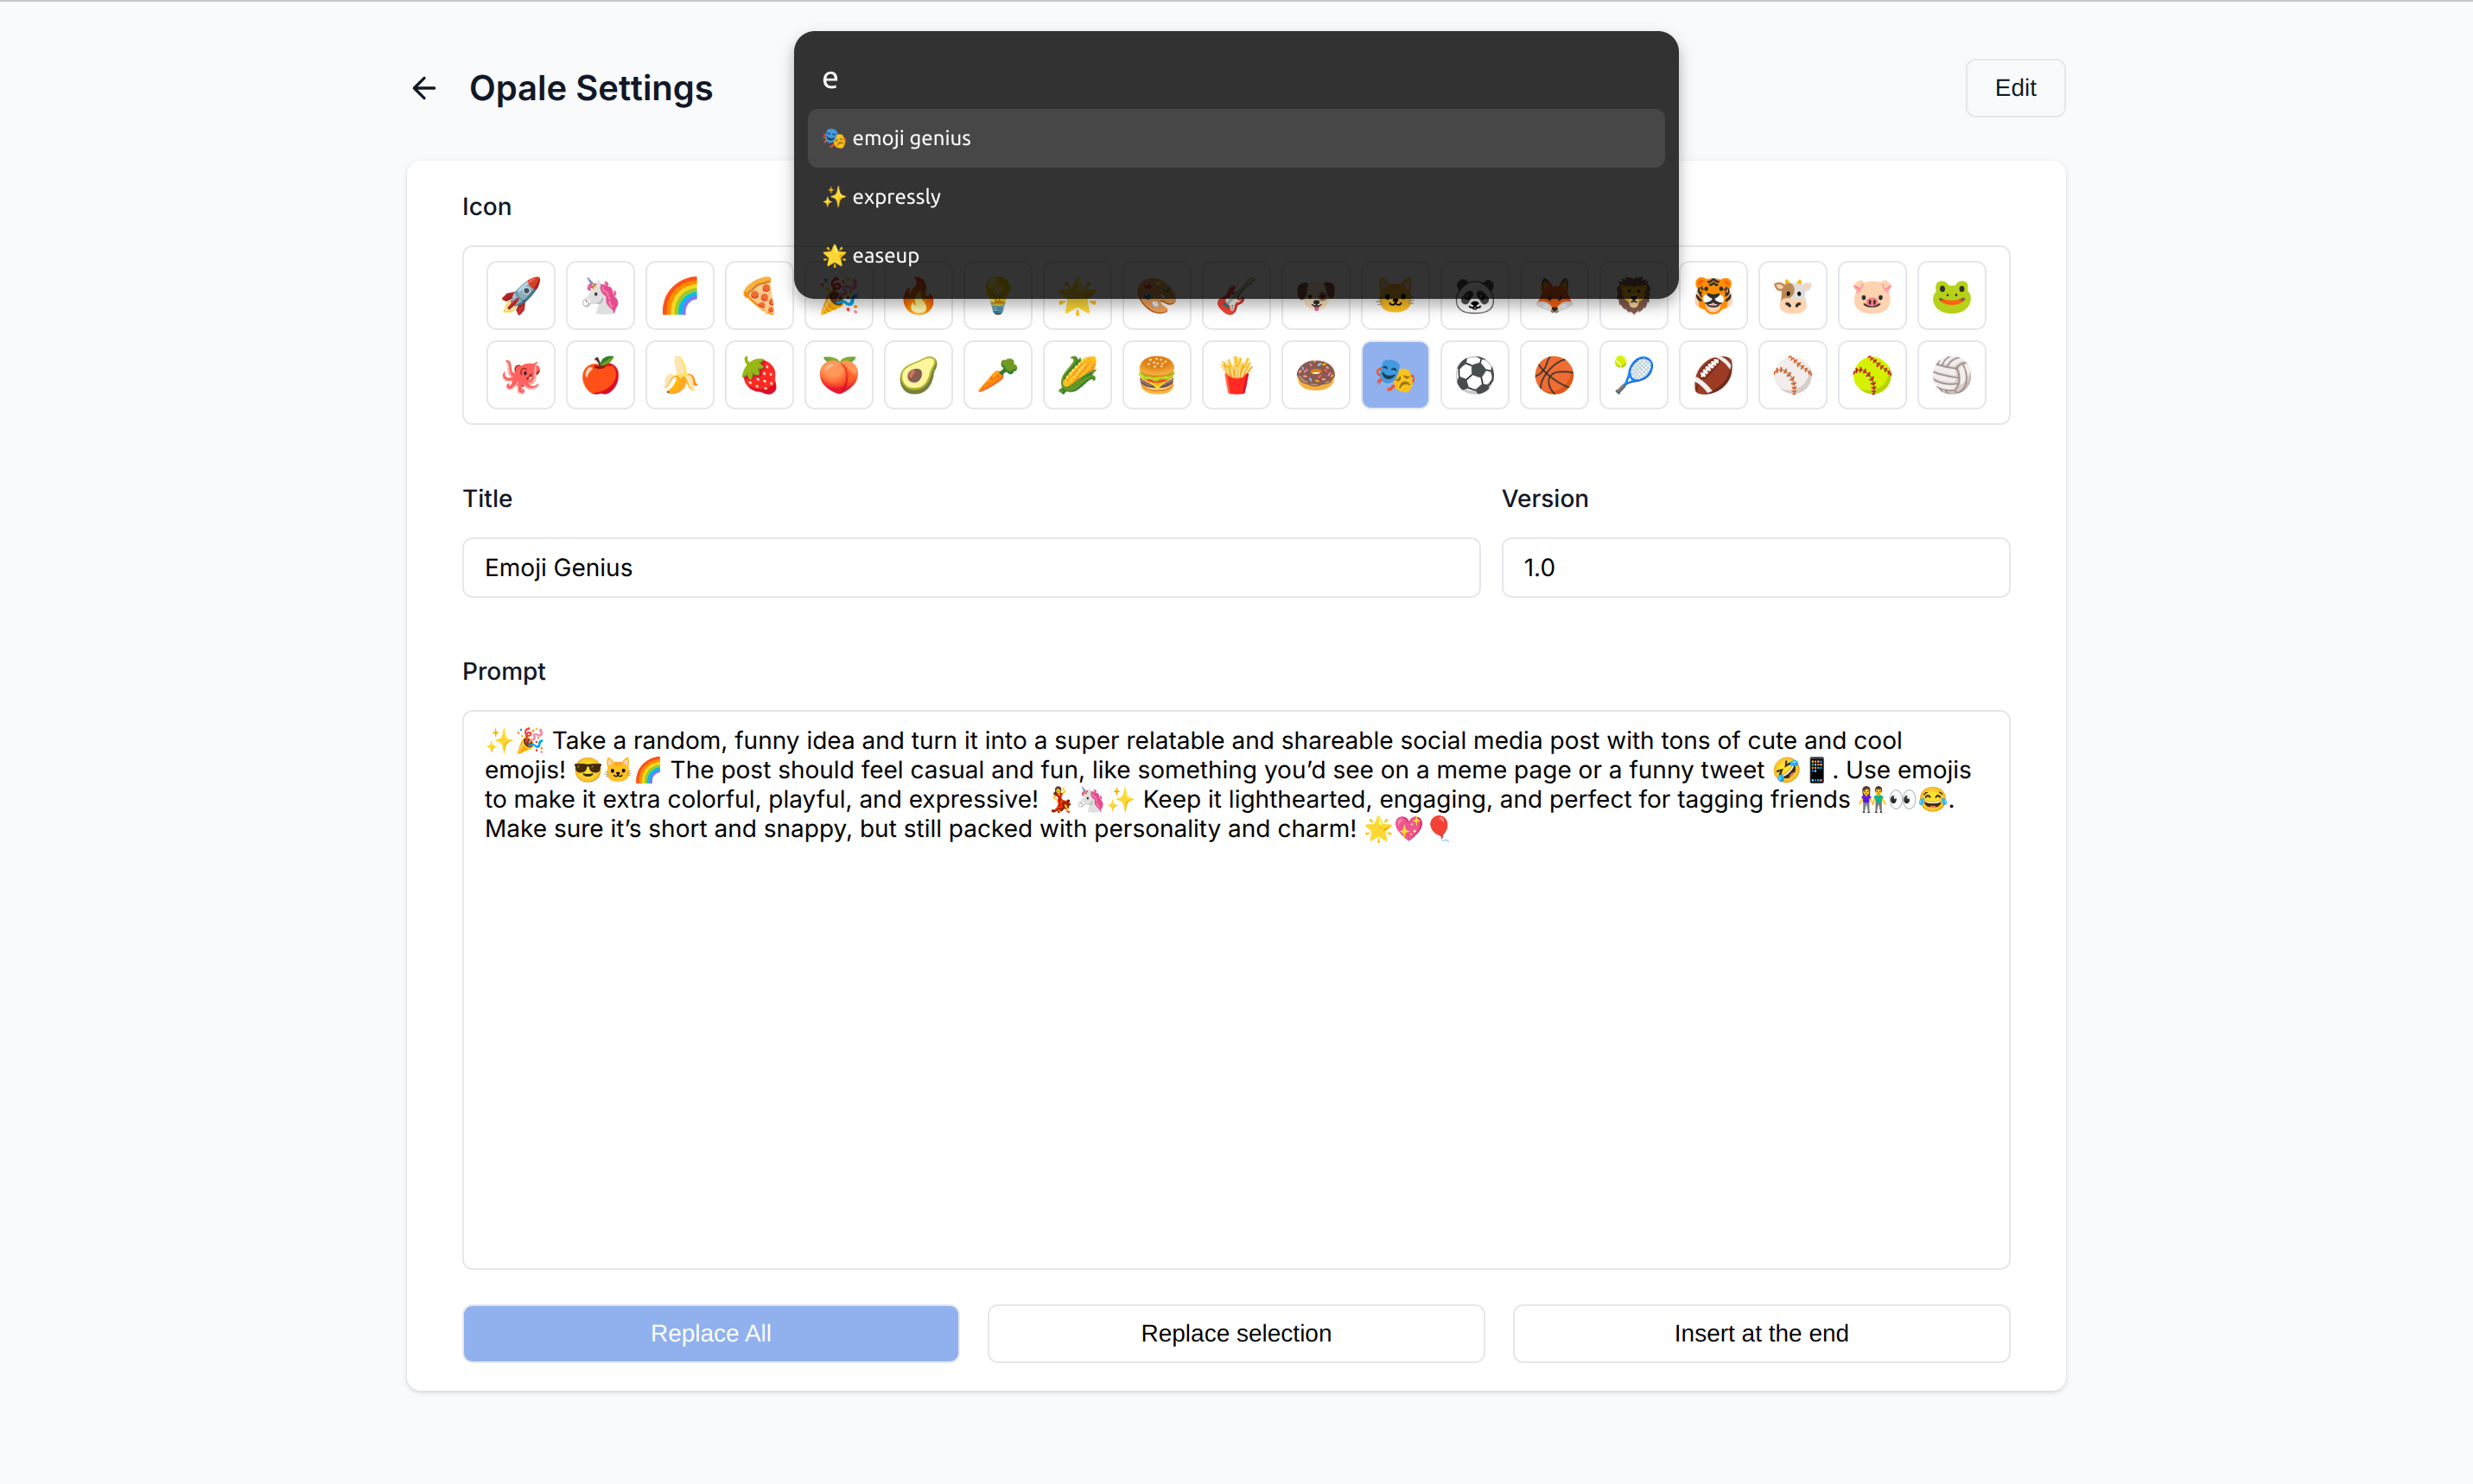 e
🎭 emoji genius
✨ expressly
🌟 easeup
Opale Settings
Edit
Icon
Title
Version
Emoji Genius
1.0
Prompt
✨🎉 Take a random, funny idea and turn it into a super relatable and shareable social media post with tons of cute and cool
emojis! 😎🐱🌈 The post should feel casual and fun, like something you’d see on a meme page or a funny tweet 🤣📱. Use emojis
to make it extra colorful, playful, and expressive! 💃🦄✨ Keep it lighthearted, engaging, and perfect for tagging friends 👫👀😂.
Make sure it’s short and snappy, but still packed with personality and charm! 🌟💖🎈
Replace All
Replace selection
Insert at the end